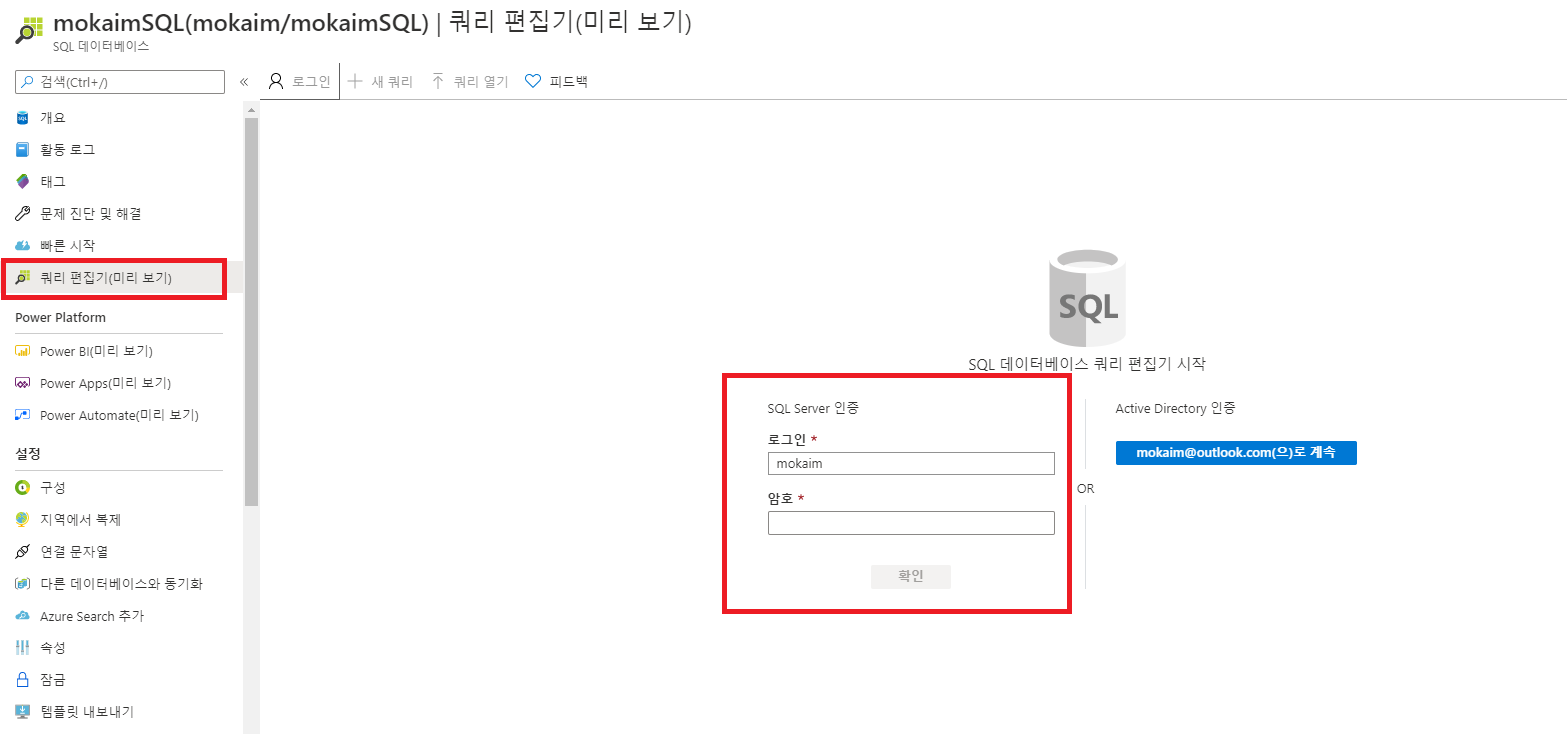 mokaimSQL(mokaim/mokaimSQL) | 쿼리 편집기(미리 보기)
SQL 데이터베이스
검색(Ctrl+/)
«
로그인
새 쿼리
쿼리 열기
피드백
SQL
개요
활동 로그
태그
문제 진단 및 해결
빠른 시작
쿼리 편집기(미리 보기)
Power Platform
Power BI(미리 보기)
Power Apps(미리 보기)
Power Automate(미리 보기)
설정
구성
지역에서 복제
연결 문자열
다른 데이터베이스와 동기화
Azure Search 추가
속성
잠금
템플릿 내보내기
SQL
SQL 데이터베이스 쿼리 편집기 시작
SQL Server 인증
로그인 *
mokaim
암호 *
확인
OR
Active Directory 인증
mokaim@outlook.com(으)로 계속